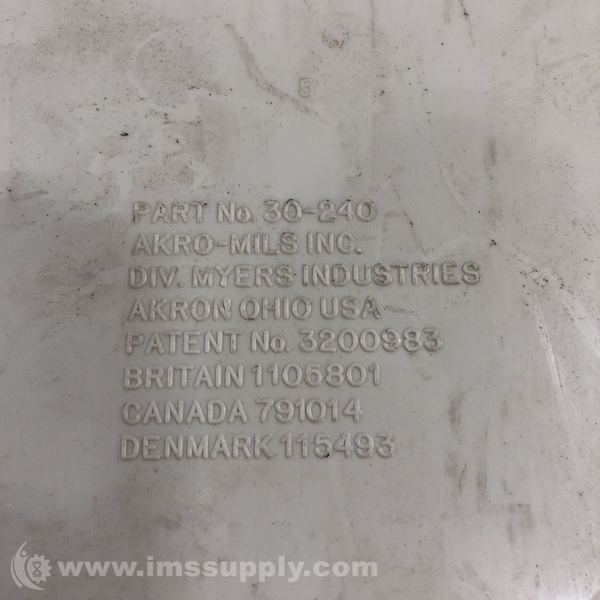 5
PART No. 30-240
AKRO-MILS INC.
DIV. MYERS INDUSTRIES
AKRON OHIO USA
PATENT No. 3200983
BRITAIN 1105801
CANADA 791014
DENMARK 115493
www.imssupply.com